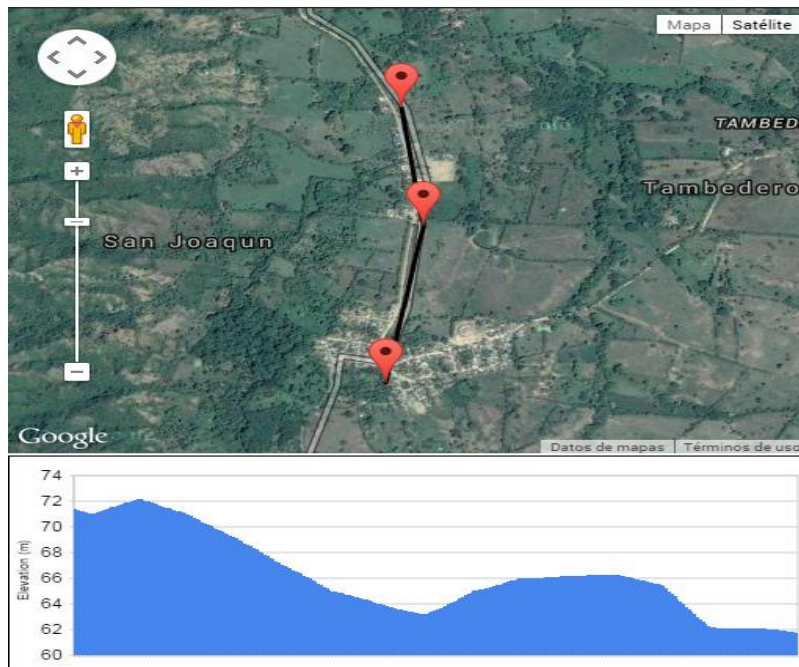 Mapa Satélite
TAMBED
Tambedero
San Joaqun
Google
Datos de mapas Términos de uso
74
72
70
68
66
64
62
60
Elevation (m)